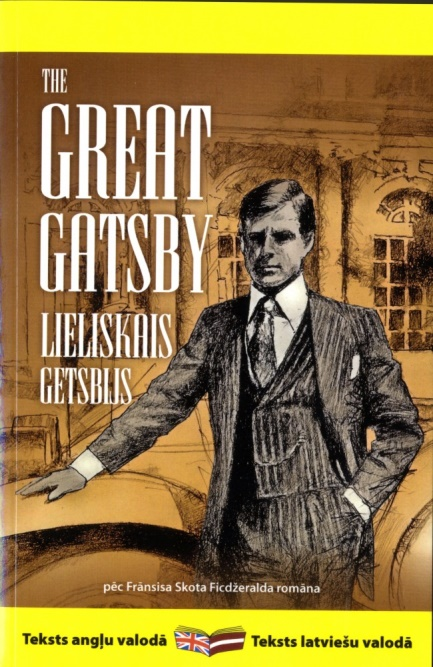 THE
GREAT
GATSBY
LIELISKAIS
GETSBIJS
pēc Frānsisa Skota Ficdžeralda romāna
Teksts angļu valodā Teksts latviešu valodā